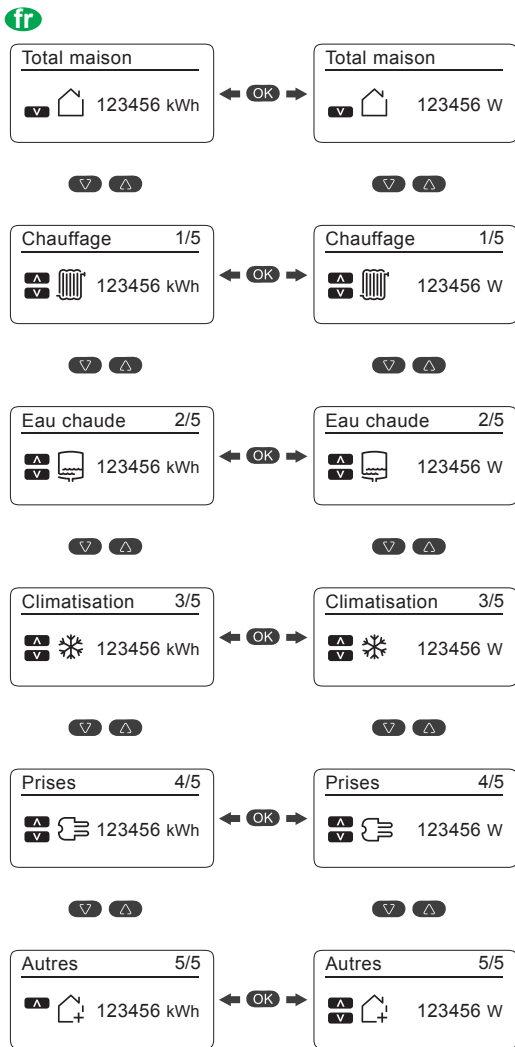 fr
Total maison
123456 kWh
OK
Total maison
123456 W
Chauffage 1/5
123456 kWh
OK
Chauffage 1/5
123456 W
Eau chaude 2/5
123456 kWh
OK
Eau chaude 2/5
123456 W
Climatisation 3/5
123456 kWh
OK
Climatisation 3/5
123456 W
Prises 4/5
123456 kWh
OK
Prises 4/5
123456 W
Autres 5/5
123456 kWh
OK
Autres 5/5
123456 W